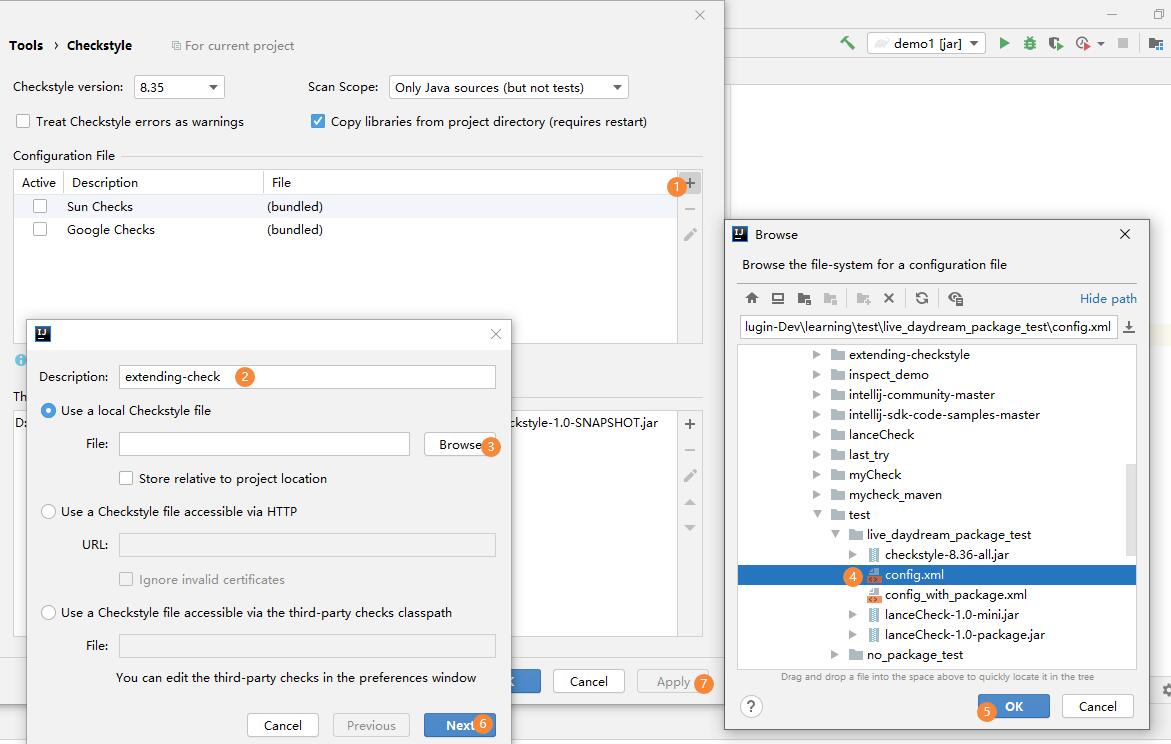 Tools › Checkstyle For current project
demo1 [jar]
Checkstyle version: 8.35 Scan Scope: Only Java sources (but not tests)
Treat Checkstyle errors as warnings Copy libraries from project directory (requires restart)
Configuration File
Active Description File
1
Sun Checks (bundled)
Google Checks (bundled)
Th
D: ckstyle-1.0-SNAPSHOT.jar
Cancel Apply 7
IJ
Description: extending-check 2
Use a local Checkstyle file
File: Browse 3
Store relative to project location
Use a Checkstyle file accessible via HTTP
URL:
Ignore invalid certificates
Use a Checkstyle file accessible via the third-party checks classpath
File:
You can edit the third-party checks in the preferences window
Cancel Previous Next 6
IJ Browse
Browse the file-system for a configuration file
Hide path
lugin-Dev\learning\test\live_daydream_package_test\config.xml
extending-checkstyle
inspect_demo
intellij-community-master
intellij-sdk-code-samples-master
lanceCheck
last_try
myCheck
mycheck_maven
test
live_daydream_package_test
checkstyle-8.36-all.jar
4 config.xml
config_with_package.xml
lanceCheck-1.0-mini.jar
lanceCheck-1.0-package.jar
no_package_test
Drag and drop a file into the space above to quickly locate it in the tree
? 5 OK Cancel